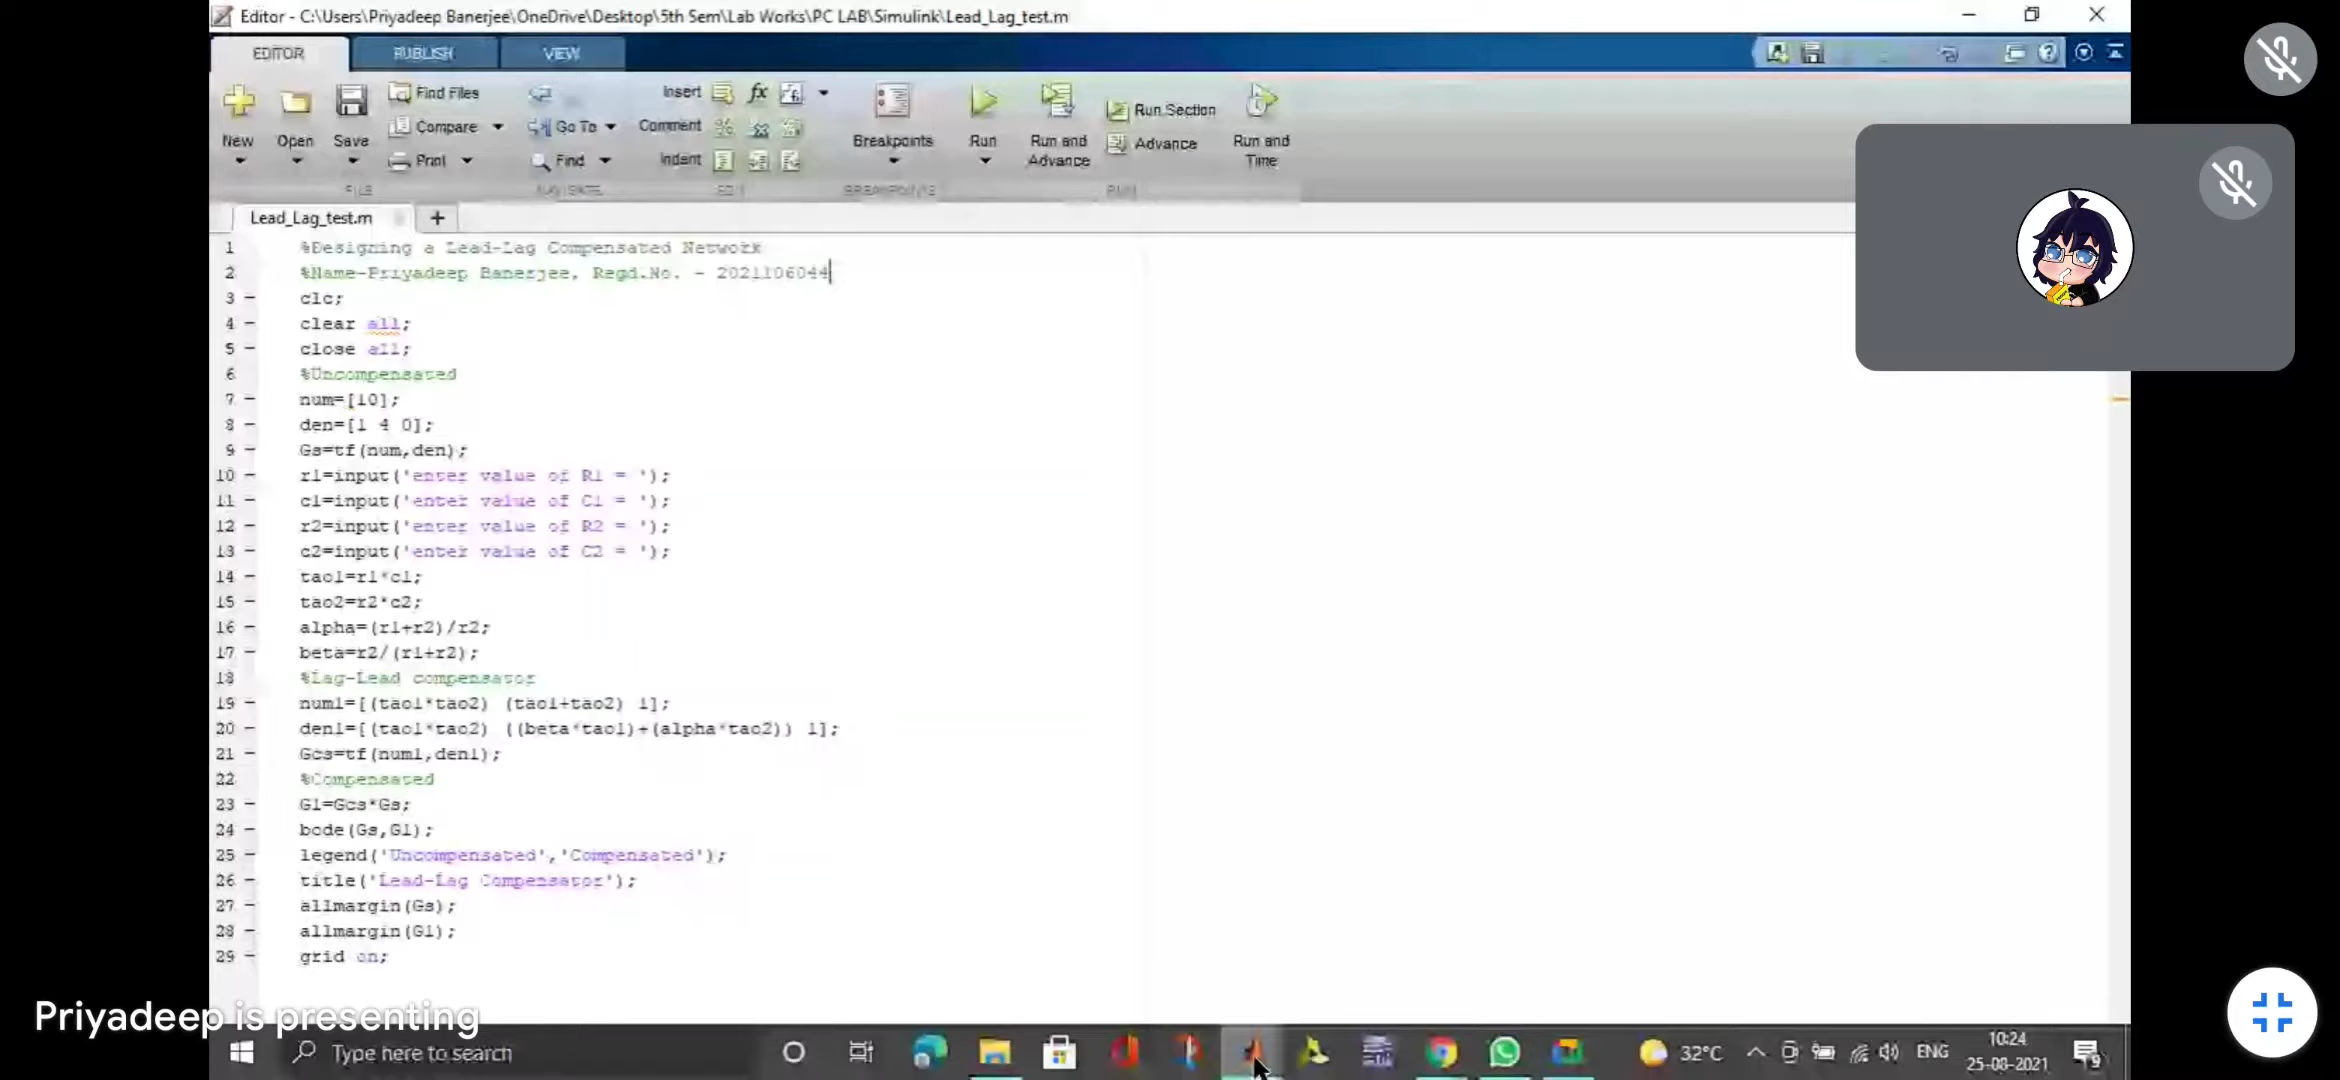 Editor - C:\Users\Priyadeep Banerjee\OneDrive\Desktop\5th Sem\Lab Works\PC LAB\Simulink\Lead_Lag_test.m
EDITOR PUBLISH VIEW
Find Files Insert fx
New Open Save Compare Go To Comment Breakpoints Run Run and Advance Run Section Advance Run and Time
Print Find Indent
FILE NAVIGATE EDIT BREAKPOINTS RUN
Lead_Lag_test.m +
1 %Designing a Lead-Lag Compensated Network
2 %Name-Priyadeep Banerjee, Regd.No. - 2021106044
3 - clc;
4 - clear all;
5 - close all;
6 %Uncompensated
7 - num=[10];
8 - den=[1 4 0];
9 - Gs=tf(num,den);
10 - r1=input('enter value of R1 = ');
11 - c1=input('enter value of C1 = ');
12 - r2=input('enter value of R2 = ');
13 - c2=input('enter value of C2 = ');
14 - tao1=r1*c1;
15 - tao2=r2*c2;
16 - alpha=(r1+r2)/r2;
17 - beta=r2/(r1+r2);
18 %Lag-Lead compensator
19 - num1=[(tao1*tao2) (tao1+tao2) 1];
20 - den1=[(tao1*tao2) ((beta*tao1)+(alpha*tao2)) 1];
21 - Gcs=tf(num1,den1);
22 %Compensated
23 - G1=Gcs*Gs;
24 - bode(Gs,G1);
25 - legend('Uncompensated','Compensated');
26 - title('Lead-Lag Compensator');
27 - allmargin(Gs);
28 - allmargin(G1);
29 - grid on;
Priyadeep is presenting
Type here to search
32°C ENG 10:24
25-08-2021
9